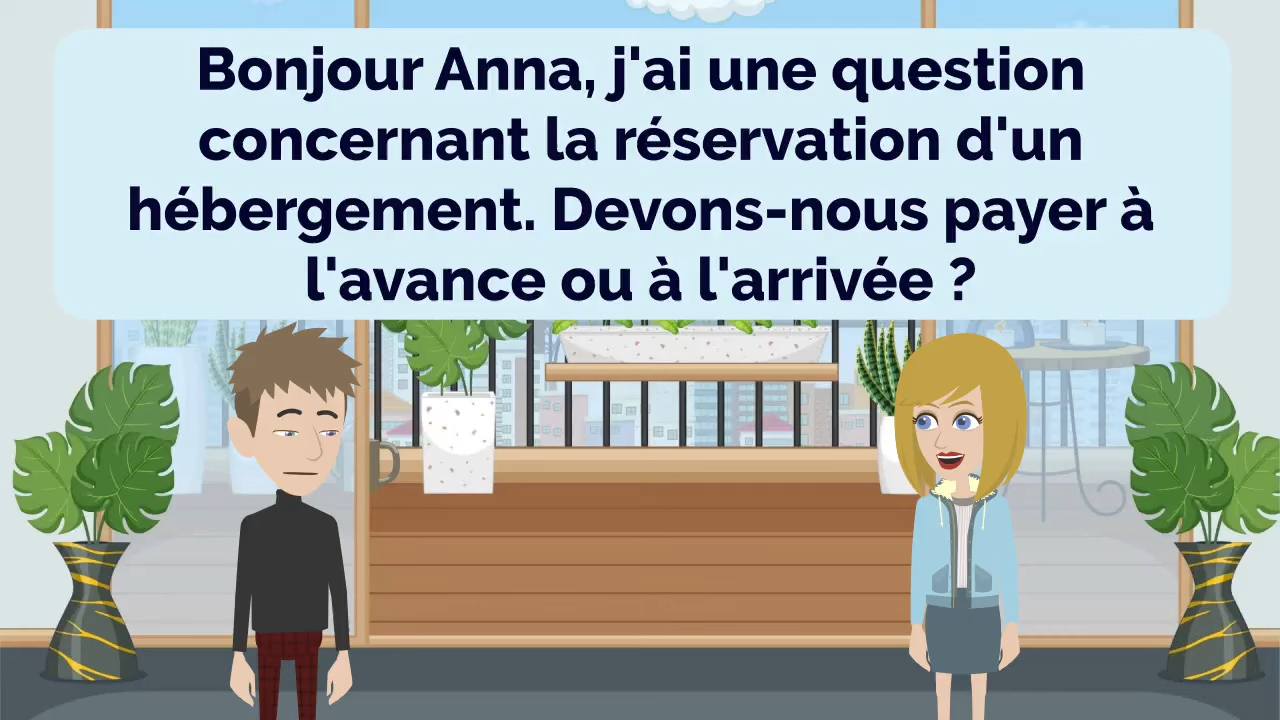 Bonjour Anna, j'ai une question
concernant la réservation d'un
hébergement. Devons-nous payer à
l'avance ou à l'arrivée ?